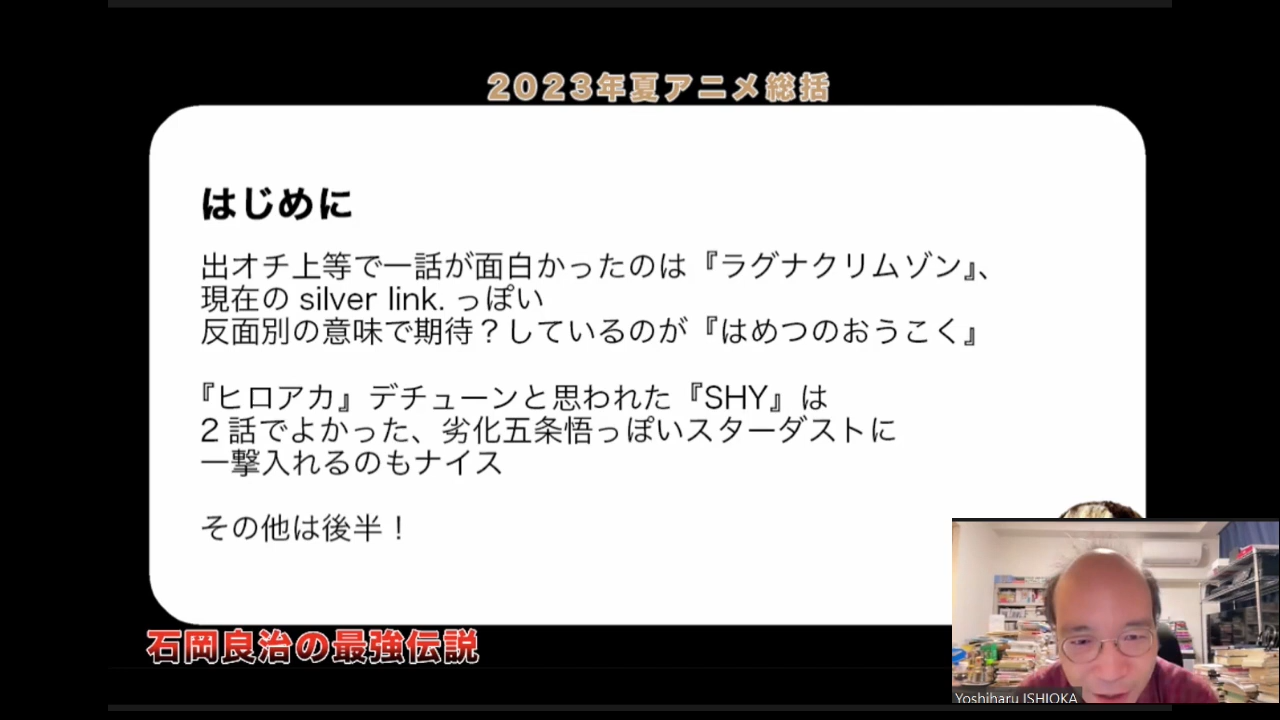 2023年夏アニメ総括
はじめに
出オチ上等で一話が面白かったのは『ラグナクリムゾン』、
現在の silver link. っぽい
反面別の意味で期待？しているのが『はめつのおうこく』
『ヒロアカ』デチューンと思われた『SHY』は
2 話でよかった、劣化五条悟っぽいスターダストに
一撃入れるのもナイス
その他は後半！
石岡良治の最強伝説
Yoshiharu ISHIOKA